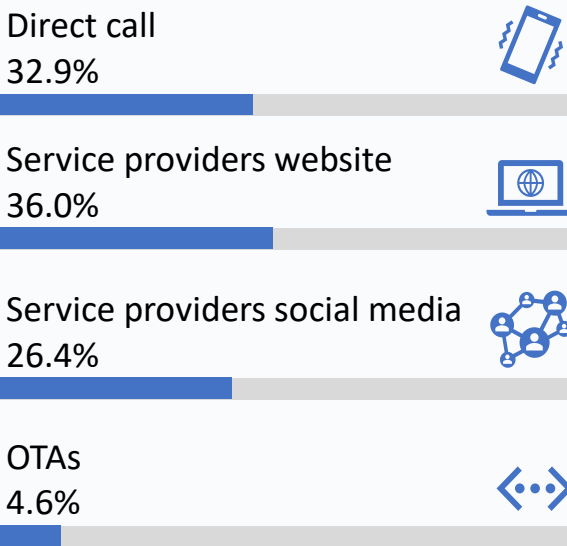 Direct call
32.9%
Service providers website
36.0%
Service providers social media
26.4%
OTAs
4.6%